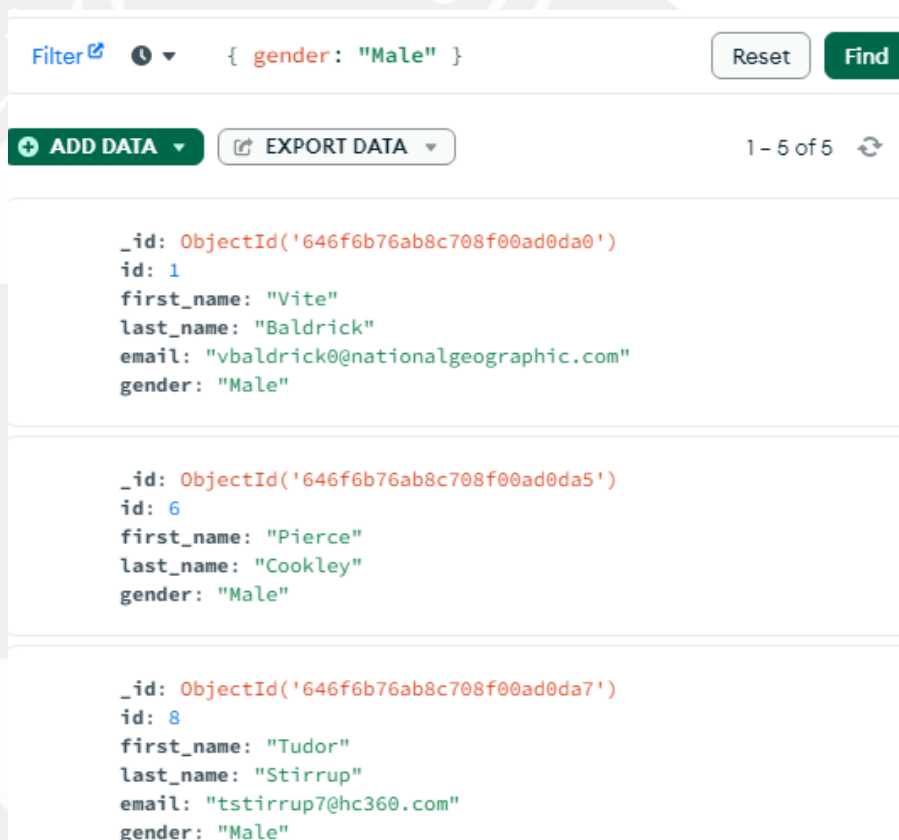 Filter { gender: "Male" } Reset Find
ADD DATA EXPORT DATA 1 – 5 of 5
_id: ObjectId('646f6b76ab8c708f00ad0da0')
id: 1
first_name: "Vite"
last_name: "Baldrick"
email: "vbaldrick0@nationalgeographic.com"
gender: "Male"
_id: ObjectId('646f6b76ab8c708f00ad0da5')
id: 6
first_name: "Pierce"
last_name: "Cookley"
gender: "Male"
_id: ObjectId('646f6b76ab8c708f00ad0da7')
id: 8
first_name: "Tudor"
last_name: "Stirrup"
email: "tstirrup7@hc360.com"
gender: "Male"